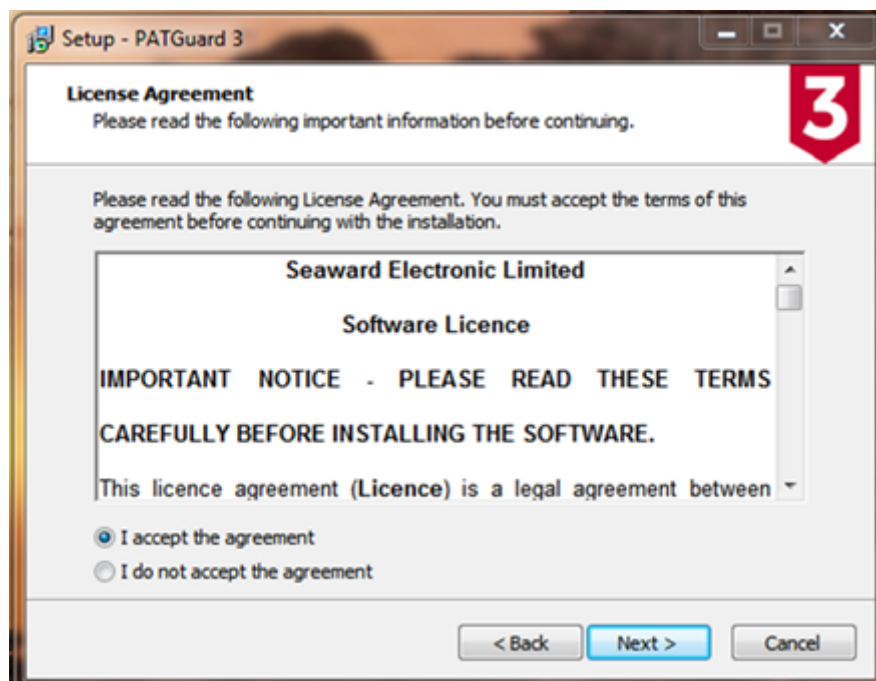 Setup - PATGuard 3
License Agreement
Please read the following important information before continuing.
3
Please read the following License Agreement. You must accept the terms of this
agreement before continuing with the installation.
Seaward Electronic Limited
Software Licence
IMPORTANT NOTICE - PLEASE READ THESE TERMS
CAREFULLY BEFORE INSTALLING THE SOFTWARE.
This licence agreement (Licence) is a legal agreement between
I accept the agreement
I do not accept the agreement
< Back Next > Cancel